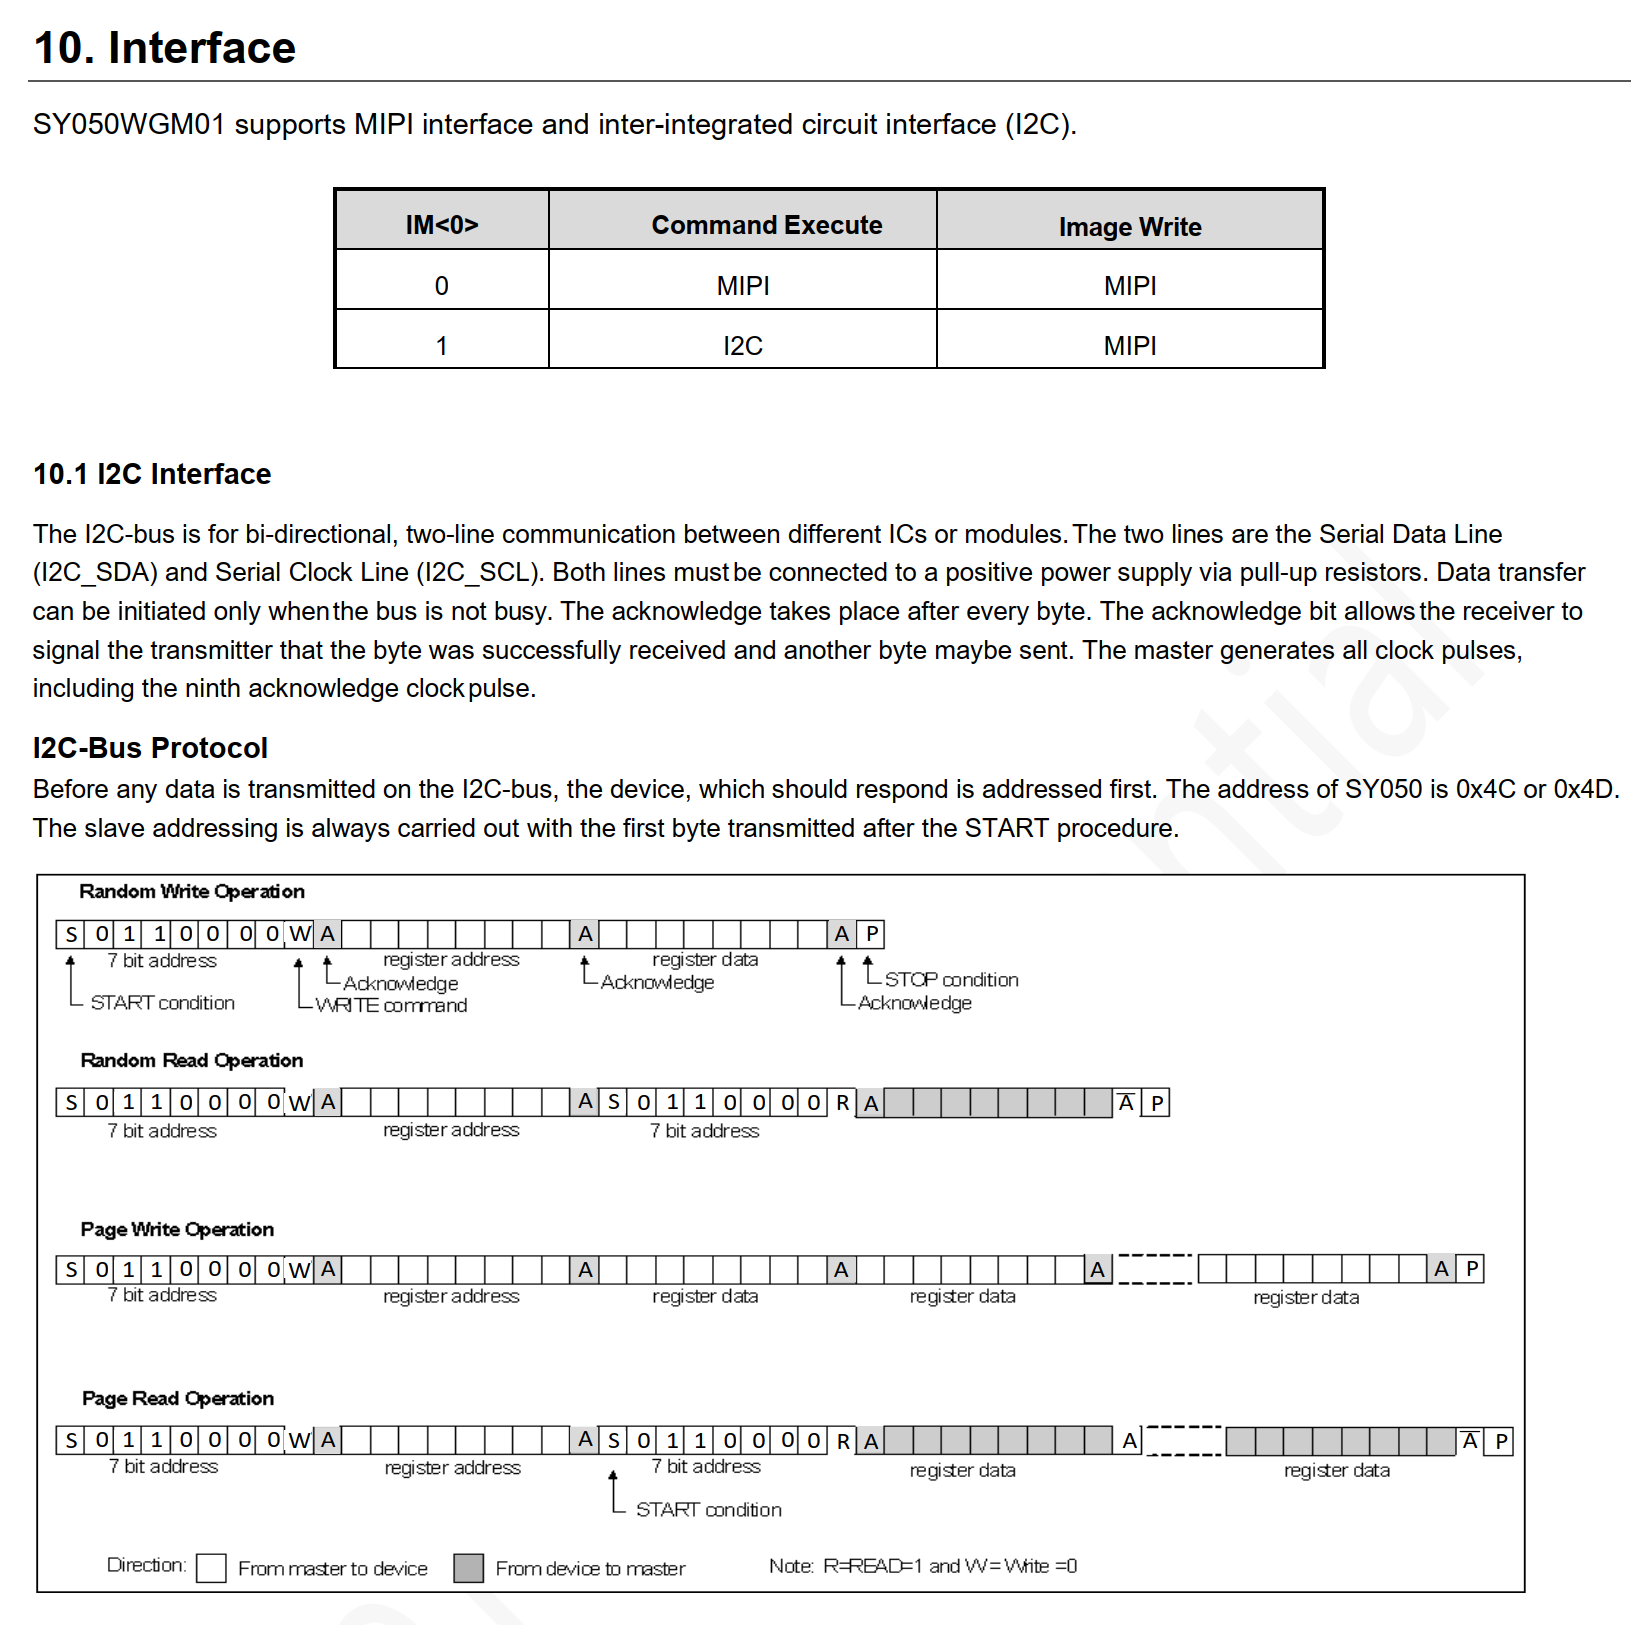 10. Interface
SY050WGM01 supports MIPI interface and inter-integrated circuit interface (I2C).
IM<0> Command Execute Image Write
0 MIPI MIPI
1 I2C MIPI
10.1 I2C Interface
The I2C-bus is for bi-directional, two-line communication between different ICs or modules. The two lines are the Serial Data Line
(I2C_SDA) and Serial Clock Line (I2C_SCL). Both lines must be connected to a positive power supply via pull-up resistors. Data transfer
can be initiated only when the bus is not busy. The acknowledge takes place after every byte. The acknowledge bit allows the receiver to
signal the transmitter that the byte was successfully received and another byte maybe sent. The master generates all clock pulses,
including the ninth acknowledge clock pulse.
I2C-Bus Protocol
Before any data is transmitted on the I2C-bus, the device, which should respond is addressed first. The address of SY050 is 0x4C or 0x4D.
The slave addressing is always carried out with the first byte transmitted after the START procedure.
Random Write Operation
S 0 1 1 0 0 0 0 W A A A P
7 bit address register address register data
Acknowledge Acknowledge STOP condition
START condition WRITE command Acknowledge
Random Read Operation
S 0 1 1 0 0 0 0 W A A S 0 1 1 0 0 0 0 R A A̅ P
7 bit address register address 7 bit address
Page Write Operation
S 0 1 1 0 0 0 0 W A A A A A P
7 bit address register address register data register data register data
Page Read Operation
S 0 1 1 0 0 0 0 W A A S 0 1 1 0 0 0 0 R A A A̅ P
7 bit address register address 7 bit address register data register data
START condition
Direction: From master to device From device to master Note: R=READ=1 and W=Write =0
ntial